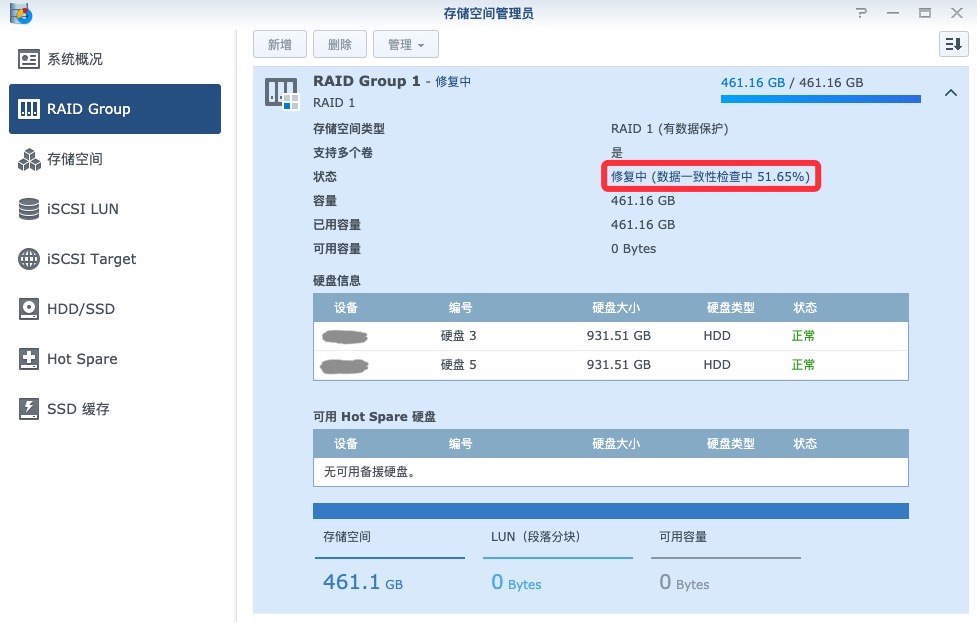 存储空间管理员
新增 删除 管理
系统概况
RAID Group
存储空间
iSCSI LUN
iSCSI Target
HDD/SSD
Hot Spare
SSD 缓存
RAID Group 1 - 修复中 461.16 GB / 461.16 GB
RAID 1
存储空间类型 RAID 1 (有数据保护)
支持多个卷 是
状态 修复中 (数据一致性检查中 51.65%)
容量 461.16 GB
已用容量 461.16 GB
可用容量 0 Bytes
硬盘信息
设备 编号 硬盘大小 硬盘类型 状态
硬盘 3 931.51 GB HDD 正常
硬盘 5 931.51 GB HDD 正常
可用 Hot Spare 硬盘
设备 编号 硬盘大小 硬盘类型 状态
无可用备援硬盘。
存储空间 LUN（段落分块） 可用容量
461.1 GB 0 Bytes 0 Bytes